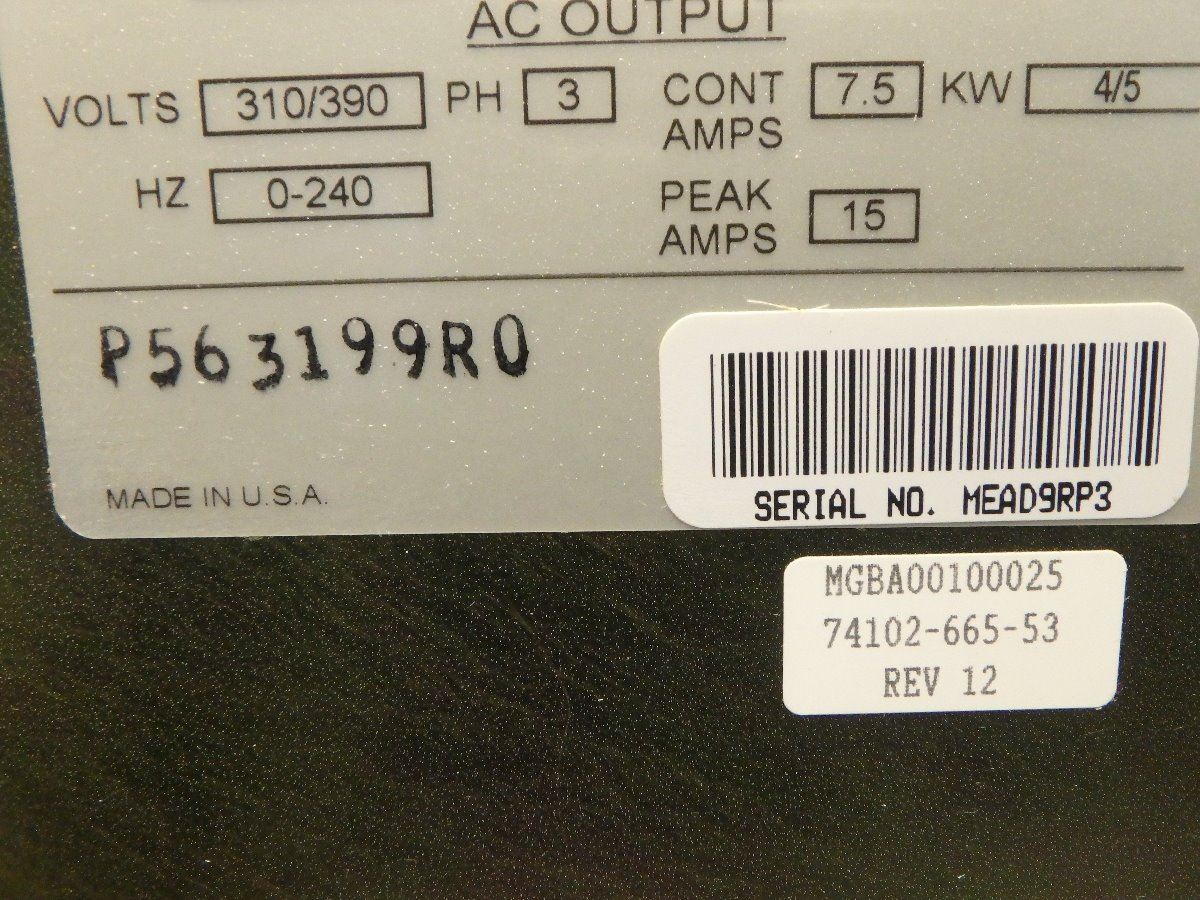 AC OUTPUT
VOLTS 310/390 PH 3 CONT AMPS 7.5 KW 4/5
HZ 0-240 PEAK AMPS 15
P563199R0
MADE IN U.S.A.
SERIAL NO. MEAD9RP3
MGBA00100025
74102-665-53
REV 12